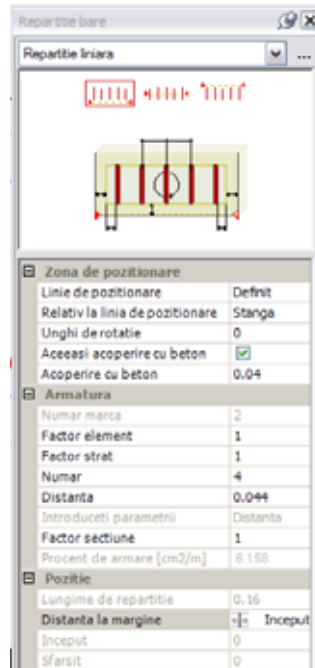 Repartitie bare
Repartitie liniara
...
1
Zona de pozitionare
Linie de pozitionare Definit
Relativ la linia de pozitionare Stanga
Unghi de rotatie 0
Aceeasi acoperire cu beton
Acoperire cu beton 0.04
Armatura
Numar marca 2
Factor element 1
Factor strat 1
Numar 4
Distanta 0.044
Introduceti parametrii Distanta
Factor sectiune 1
Procent de armare [cm2/m] 6.158
Pozitie
Lungime de repartitie 0.16
Distanta la margine Inceput
Inceput 0
Sfarsit 0